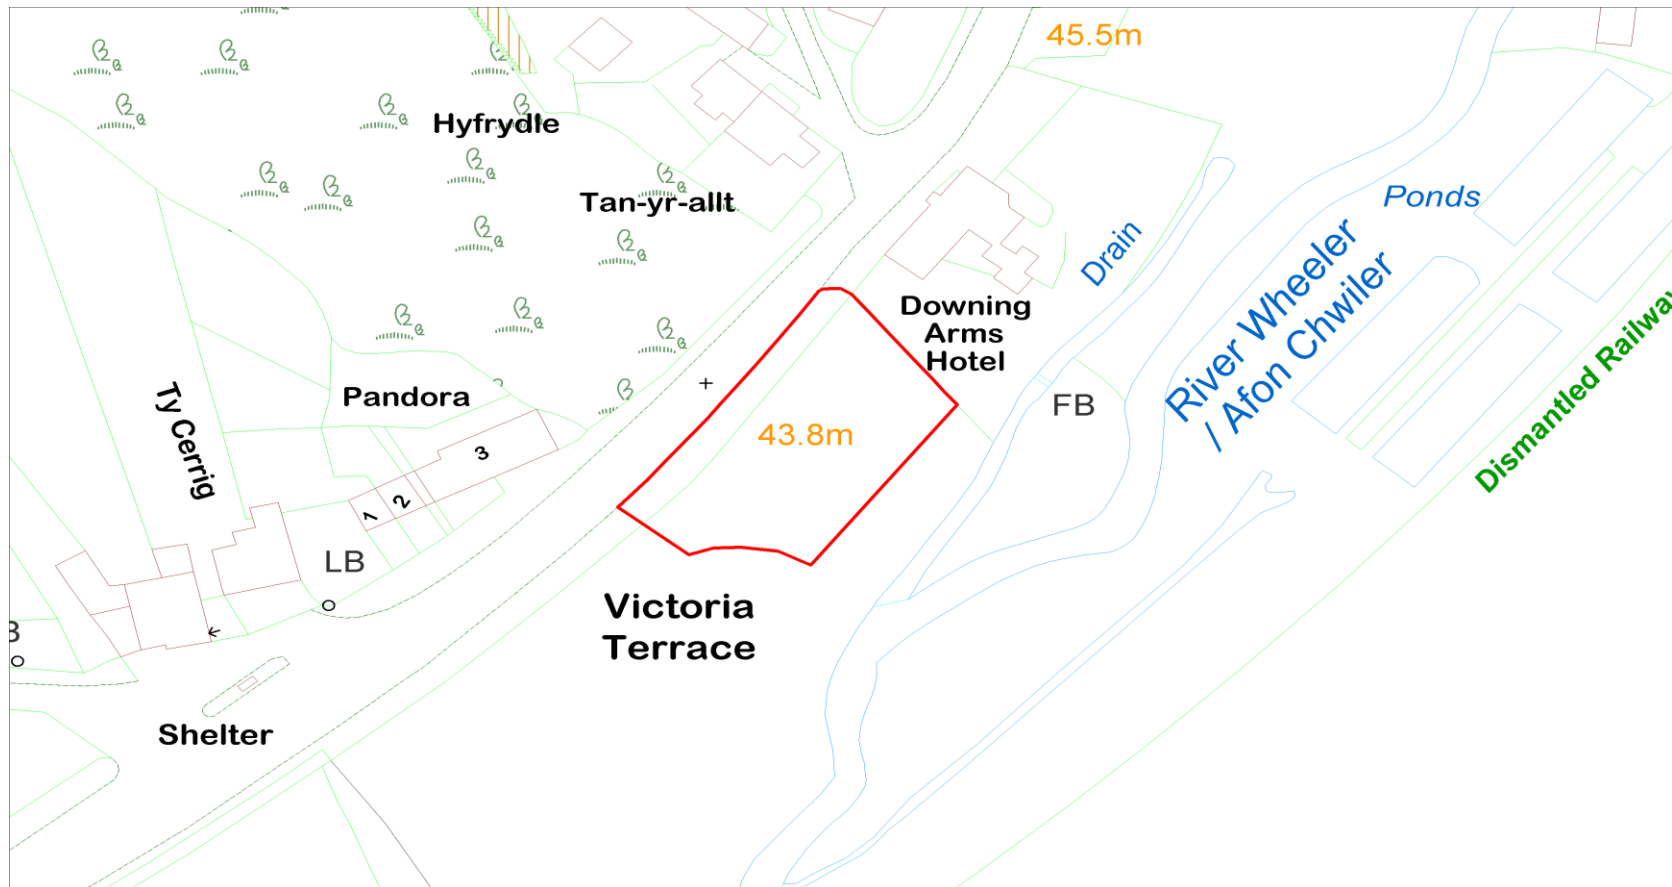 45.5m
Hyfrydle
Tan-yr-allt
Ponds
Drain
River Wheeler
/ Afon Chwiler
Downing
Arms
Hotel
Dismantled Railway
Pandora
Ty Cerrig
FB
43.8m
3
2
1
LB
Victoria
Terrace
Shelter